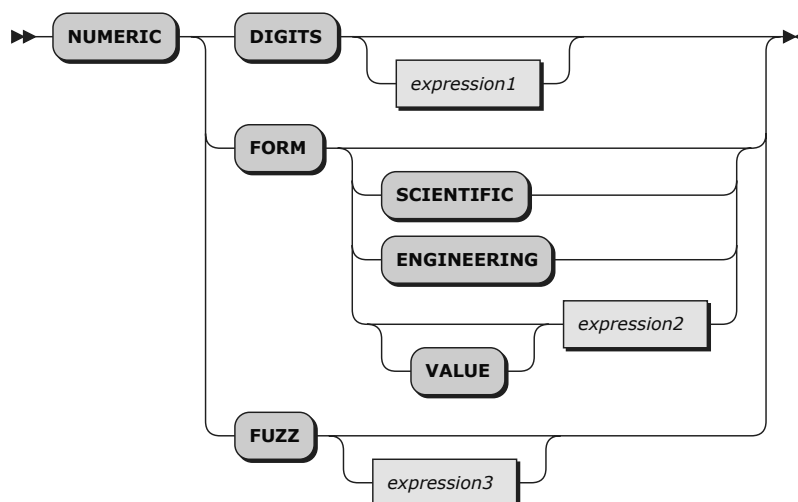 NUMERIC
DIGITS
expression1
FORM
SCIENTIFIC
ENGINEERING
expression2
VALUE
FUZZ
expression3